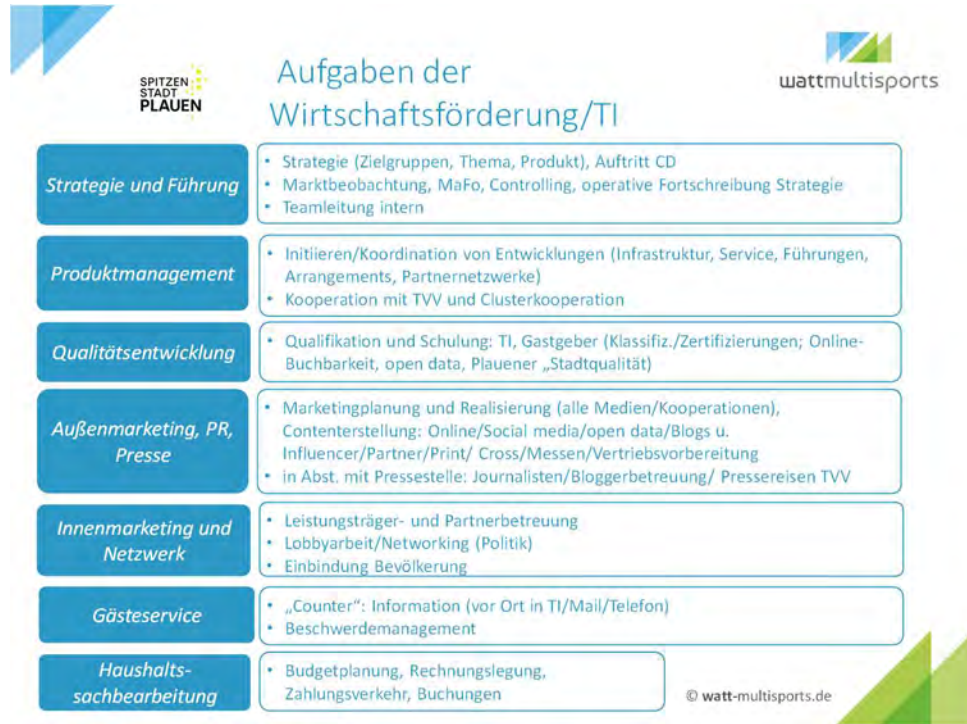 SPITZEN
STADT
PLAUEN
Aufgaben der
Wirtschaftsförderung/TI
wattmultisports
Strategie und Führung
• Strategie (Zielgruppen, Thema, Produkt), Auftritt CD
• Marktbeobachtung, MaFo, Controlling, operative Fortschreibung Strategie
• Teamleitung intern
Produktmanagement
• Initiieren/Koordination von Entwicklungen (Infrastruktur, Service, Führungen,
Arrangements, Partnernetzwerke)
• Kooperation mit TVV und Clusterkooperation
Qualitätsentwicklung
• Qualifikation und Schulung: TI, Gastgeber (Klassifiz./Zertifizierungen; Online-
Buchbarkeit, open data, Plauener „Stadtqualität)
Außenmarketing, PR,
Presse
• Marketingplanung und Realisierung (alle Medien/Kooperationen),
Contenterstellung: Online/Social media/open data/Blogs u.
Influencer/Partner/Print/ Cross/Messen/Vertriebsvorbereitung
• in Abst. mit Pressestelle: Journalisten/Bloggerbetreuung/ Pressereisen TVV
Innenmarketing und
Netzwerk
• Leistungsträger- und Partnerbetreuung
• Lobbyarbeit/Networking (Politik)
• Einbindung Bevölkerung
Gästeservice
• „Counter“: Information (vor Ort in TI/Mail/Telefon)
• Beschwerdemanagement
Haushalts-
sachbearbeitung
• Budgetplanung, Rechnungslegung,
Zahlungsverkehr, Buchungen
© watt-multisports.de